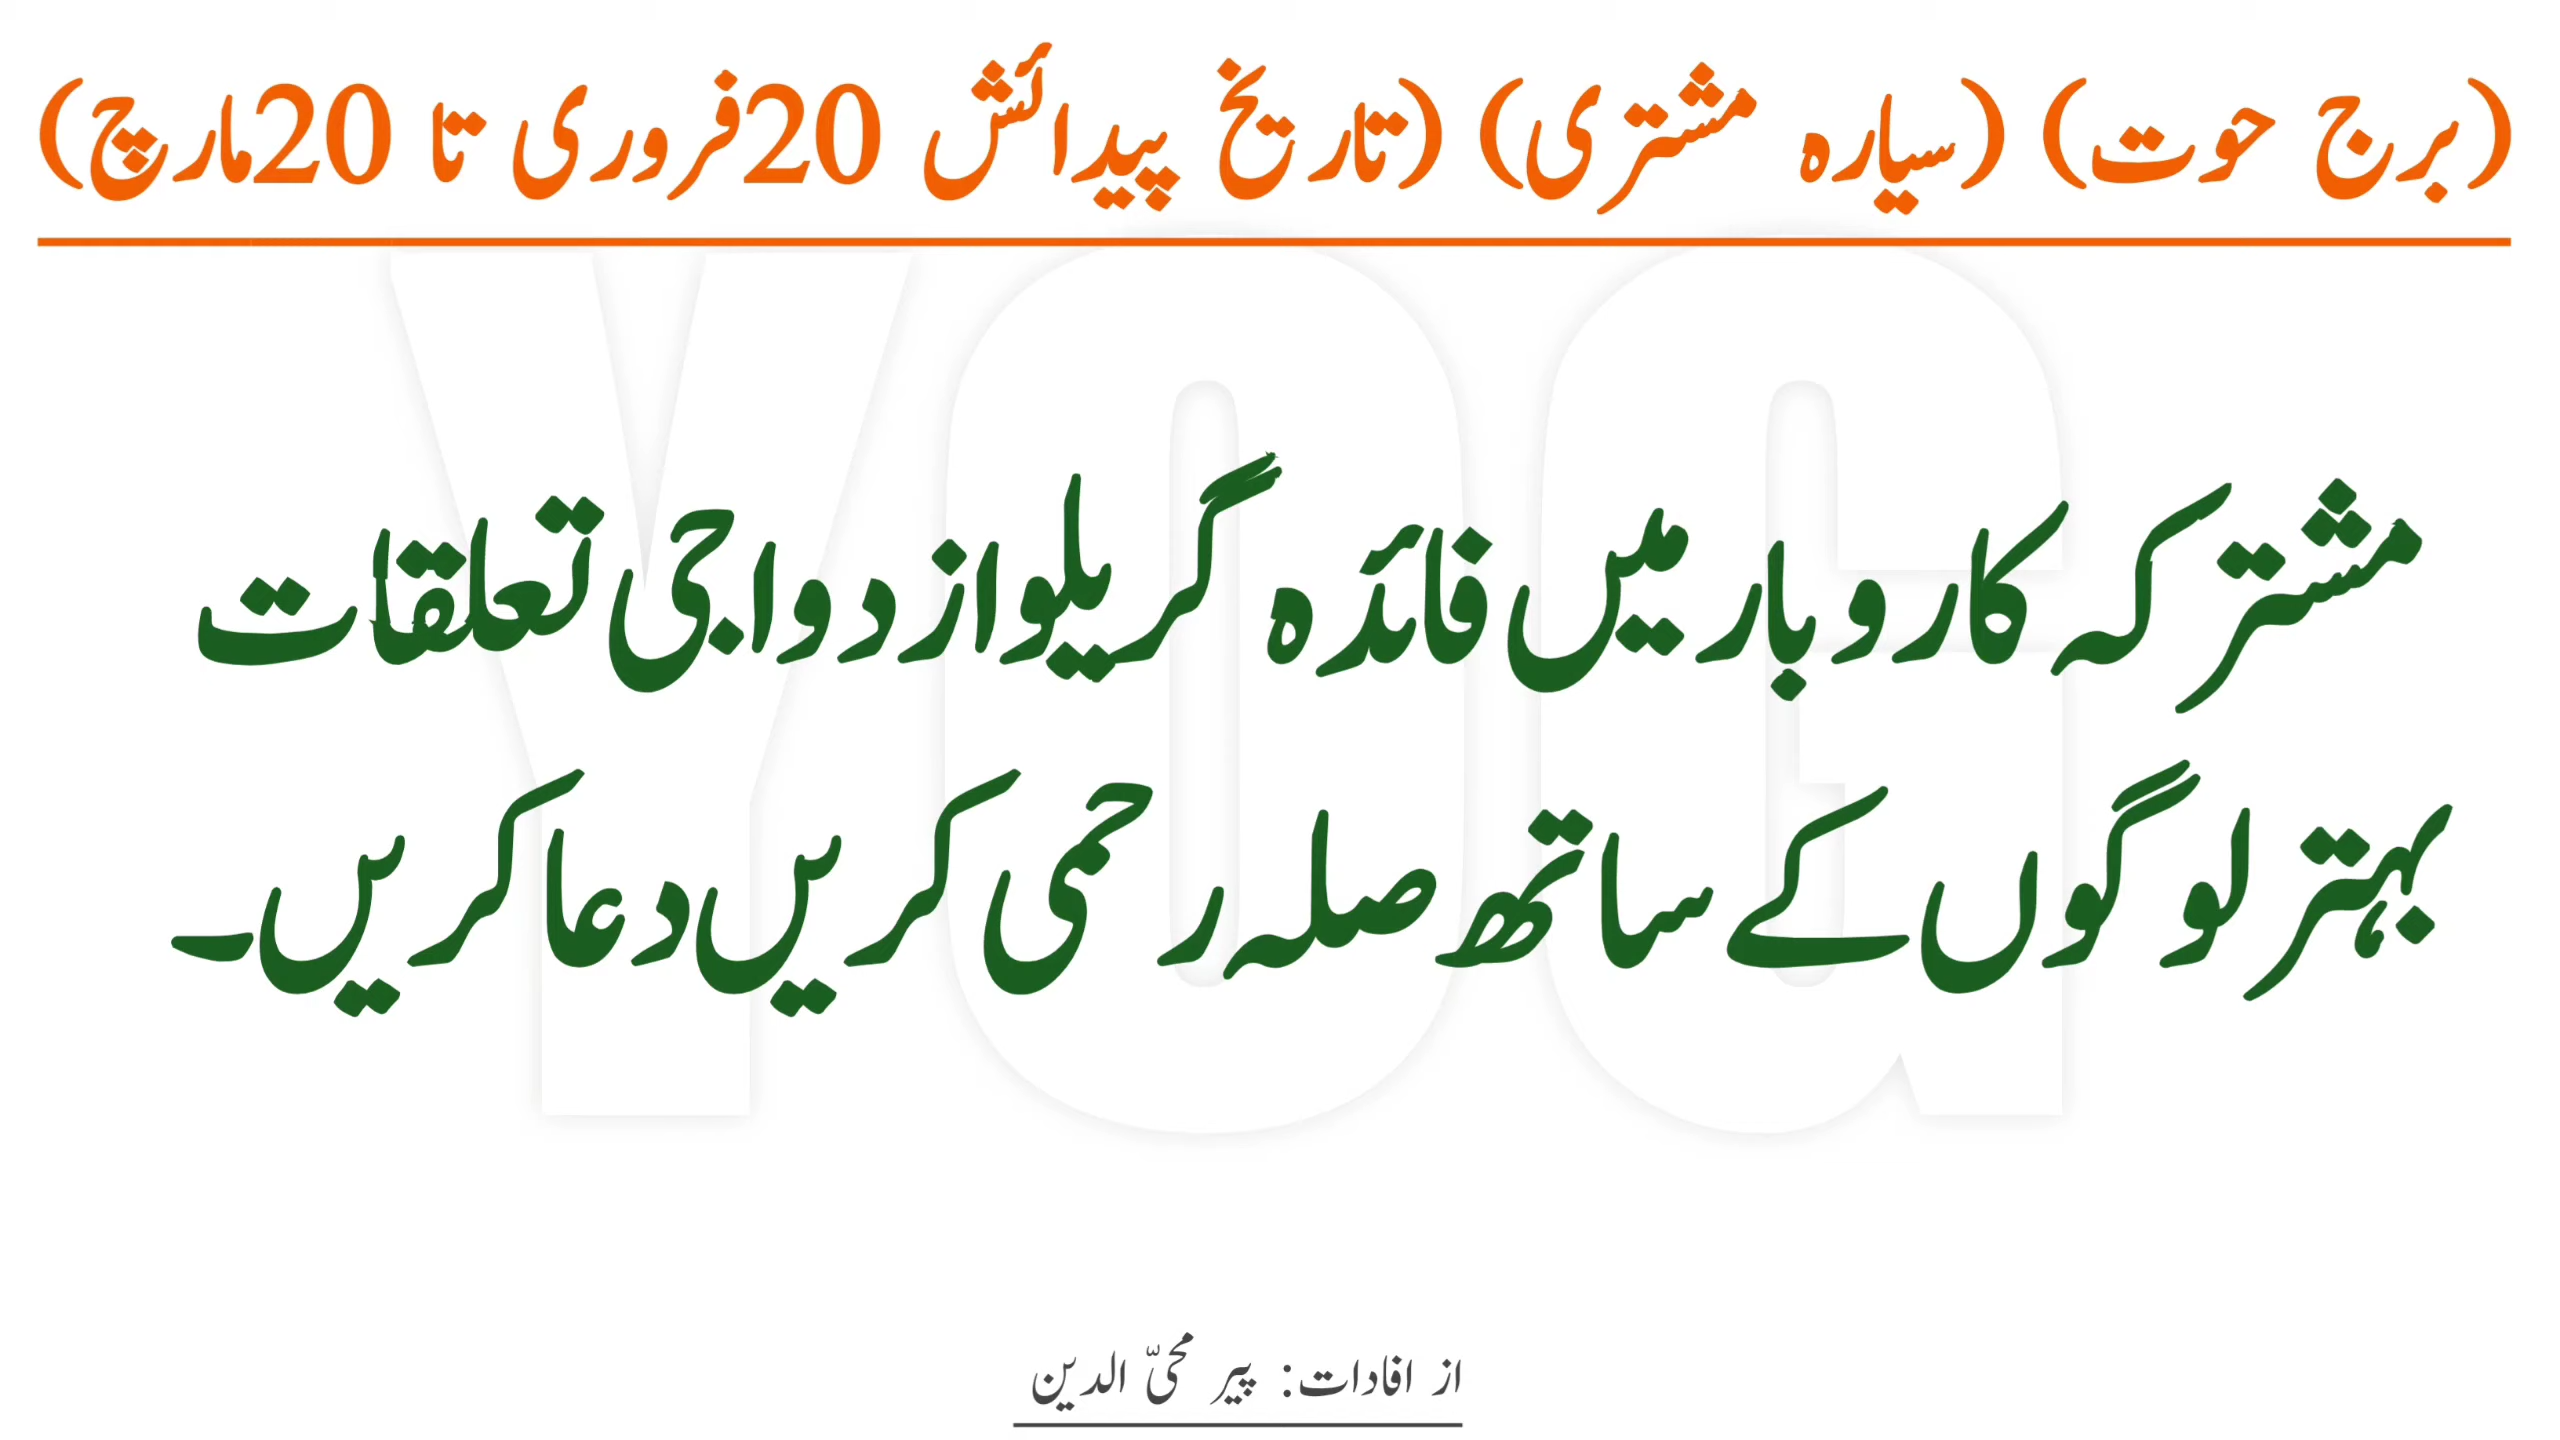 (برج حوت) (سیارہ مشتری) (تاریخ پیدائش 20فروری تا 20مارچ)
مشترکہ کاروبار میں فائدہ گریلو ازدواجی تعلقات
بہتر لوگوں کے ساتھ صلہ رحمی کریں دعا کریں۔
از افادات: پیر محیّ الدین
YOG